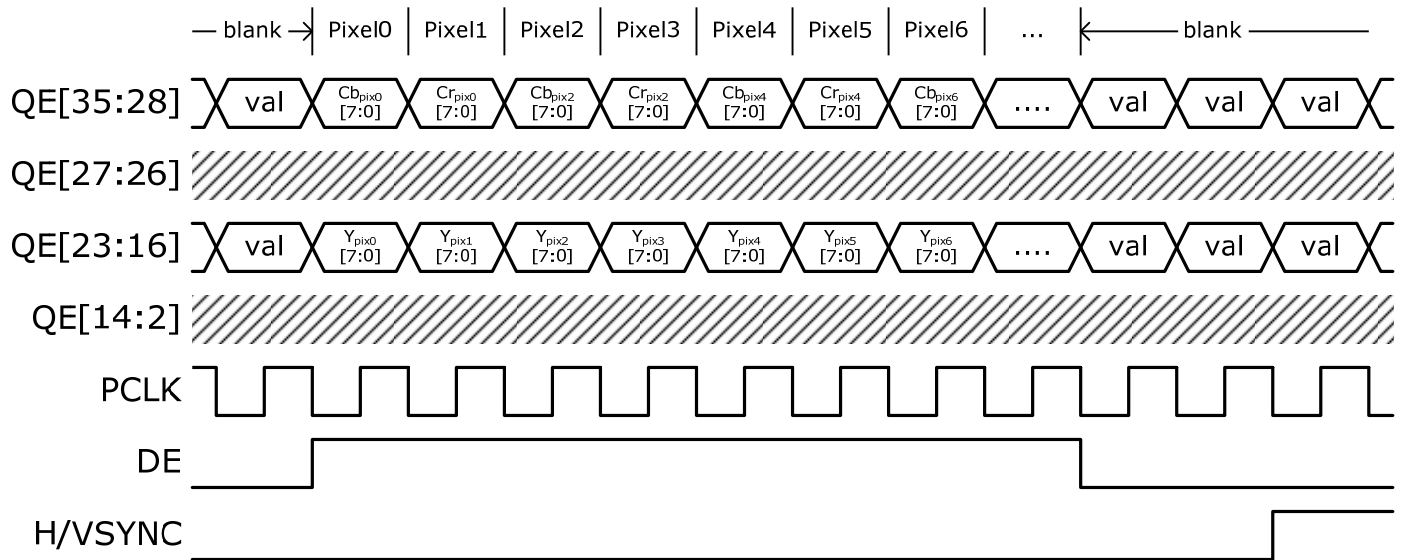 blank Pixel0 Pixel1 Pixel2 Pixel3 Pixel4 Pixel5 Pixel6 ... blank
QE[35:28] val Cbpix0 [7:0] Crpix0 [7:0] Cbpix2 [7:0] Crpix2 [7:0] Cbpix4 [7:0] Crpix4 [7:0] Cbpix6 [7:0] .... val val val
QE[27:26]
QE[23:16] val Ypix0 [7:0] Ypix1 [7:0] Ypix2 [7:0] Ypix3 [7:0] Ypix4 [7:0] Ypix5 [7:0] Ypix6 [7:0] .... val val val
QE[14:2]
PCLK
DE
H/VSYNC